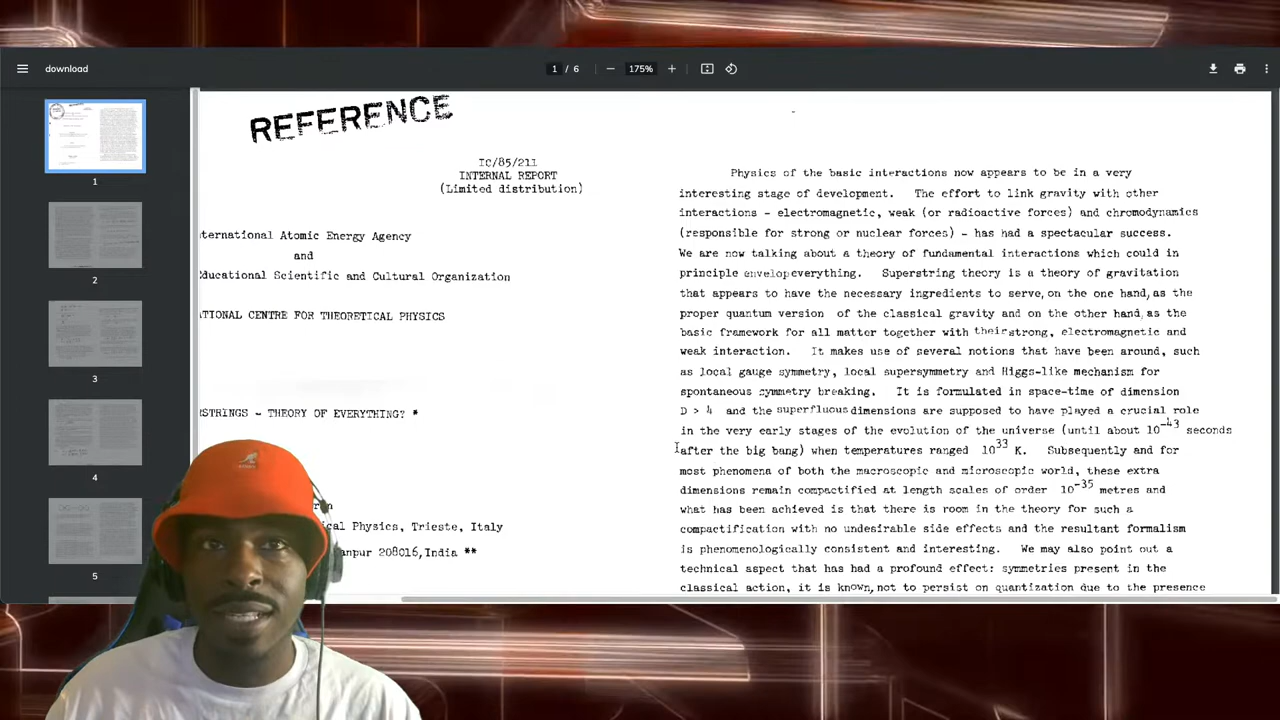 download
1 / 6
175%
REFERENCE
IC/85/211
INTERNAL REPORT
(Limited distribution)
ternational Atomic Energy Agency
and
Educational Scientific and Cultural Organization
ATIONAL CENTRE FOR THEORETICAL PHYSICS
RSTRINGS - THEORY OF EVERYTHING? *
ical Physics, Trieste, Italy
anpur 208016, India **
Physics of the basic interactions now appears to be in a very
interesting stage of development. The effort to link gravity with other
interactions - electromagnetic, weak (or radioactive forces) and chromodynamics
(responsible for strong or nuclear forces) - has had a spectacular success.
We are now talking about a theory of fundamental interactions which could in
principle envelop everything. Superstring theory is a theory of gravitation
that appears to have the necessary ingredients to serve, on the one hand, as the
proper quantum version of the classical gravity and on the other hand, as the
basic framework for all matter together with their strong, electromagnetic and
weak interaction. It makes use of several notions that have been around, such
as local gauge symmetry, local supersymmetry and Higgs-like mechanism for
spontaneous symmetry breaking. It is formulated in space-time of dimension
D > 4 and the superfluous dimensions are supposed to have played a crucial role
in the very early stages of the evolution of the universe (until about 10⁻⁴³ seconds
after the big bang) when temperatures ranged 10³³ K. Subsequently and for
most phenomena of both the macroscopic and microscopic world, these extra
dimensions remain compactified at length scales of order 10⁻³⁵ metres and
what has been achieved is that there is room in the theory for such a
compactification with no undesirable side effects and the resultant formalism
is phenomenologically consistent and interesting. We may also point out a
technical aspect that has had a profound effect: symmetries present in the
classical action, it is known, not to persist on quantization due to the presence
1
2
3
4
5
KANGOL